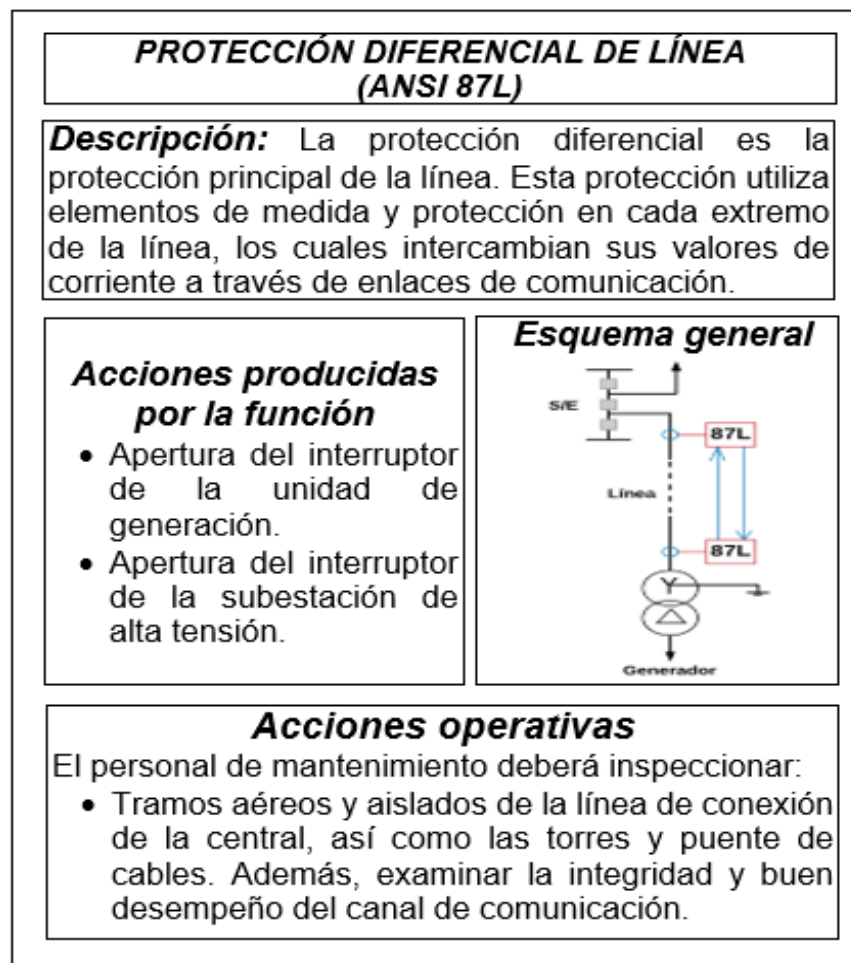 PROTECCIÓN DIFERENCIAL DE LÍNEA
(ANSI 87L)
Descripción: La protección diferencial es la
protección principal de la línea. Esta protección utiliza
elementos de medida y protección en cada extremo
de la línea, los cuales intercambian sus valores de
corriente a través de enlaces de comunicación.
Acciones producidas
por la función
• Apertura del interruptor
de la unidad de
generación.
• Apertura del interruptor
de la subestación de
alta tensión.
Esquema general
S/E
87L
Línea
87L
Y
Generador
Acciones operativas
El personal de mantenimiento deberá inspeccionar:
• Tramos aéreos y aislados de la línea de conexión
de la central, así como las torres y puente de
cables. Además, examinar la integridad y buen
desempeño del canal de comunicación.